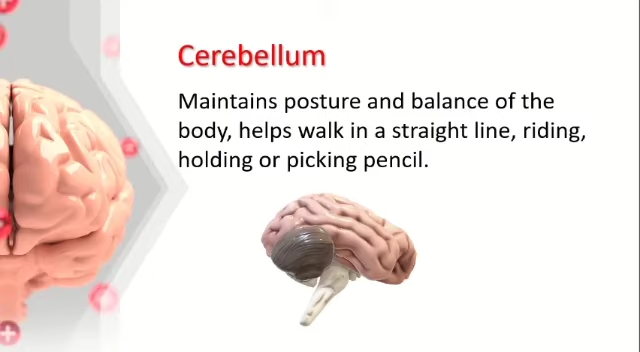 Cerebellum
Maintains posture and balance of the
body, helps walk in a straight line, riding,
holding or picking pencil.